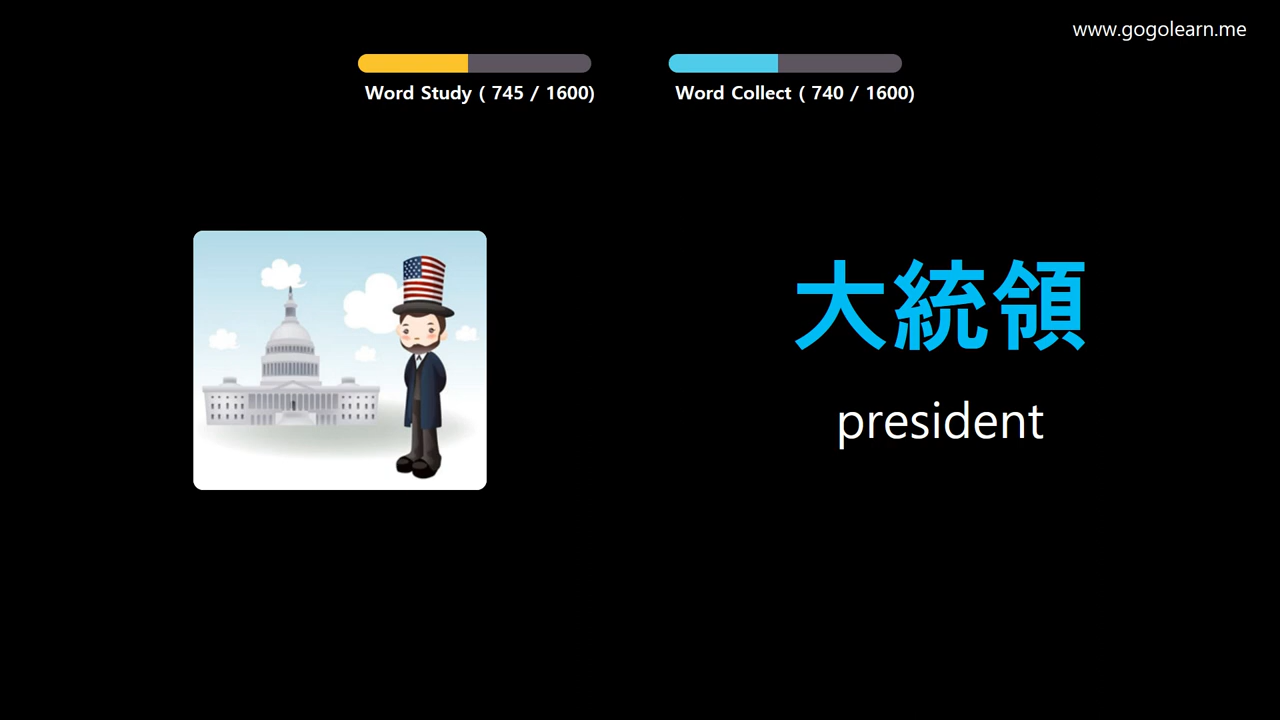 www.gogolearn.me
Word Study ( 745 / 1600)
Word Collect ( 740 / 1600)
大統領
president